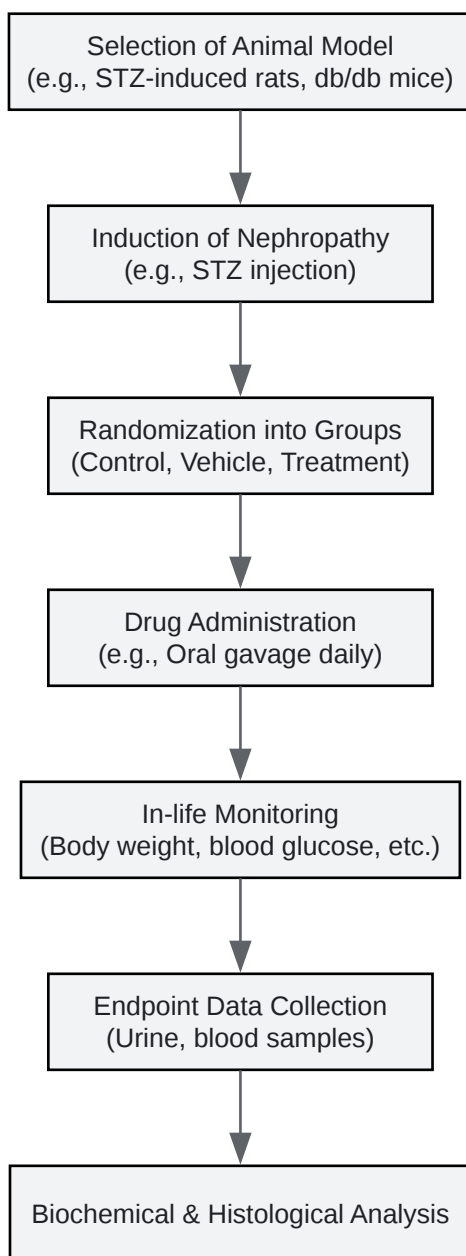 Selection of Animal Model
(e.g., STZ-induced rats, db/db mice)
Induction of Nephropathy
(e.g., STZ injection)
Randomization into Groups
(Control, Vehicle, Treatment)
Drug Administration
(e.g., Oral gavage daily)
In-life Monitoring
(Body weight, blood glucose, etc.)
Endpoint Data Collection
(Urine, blood samples)
Biochemical & Histological Analysis